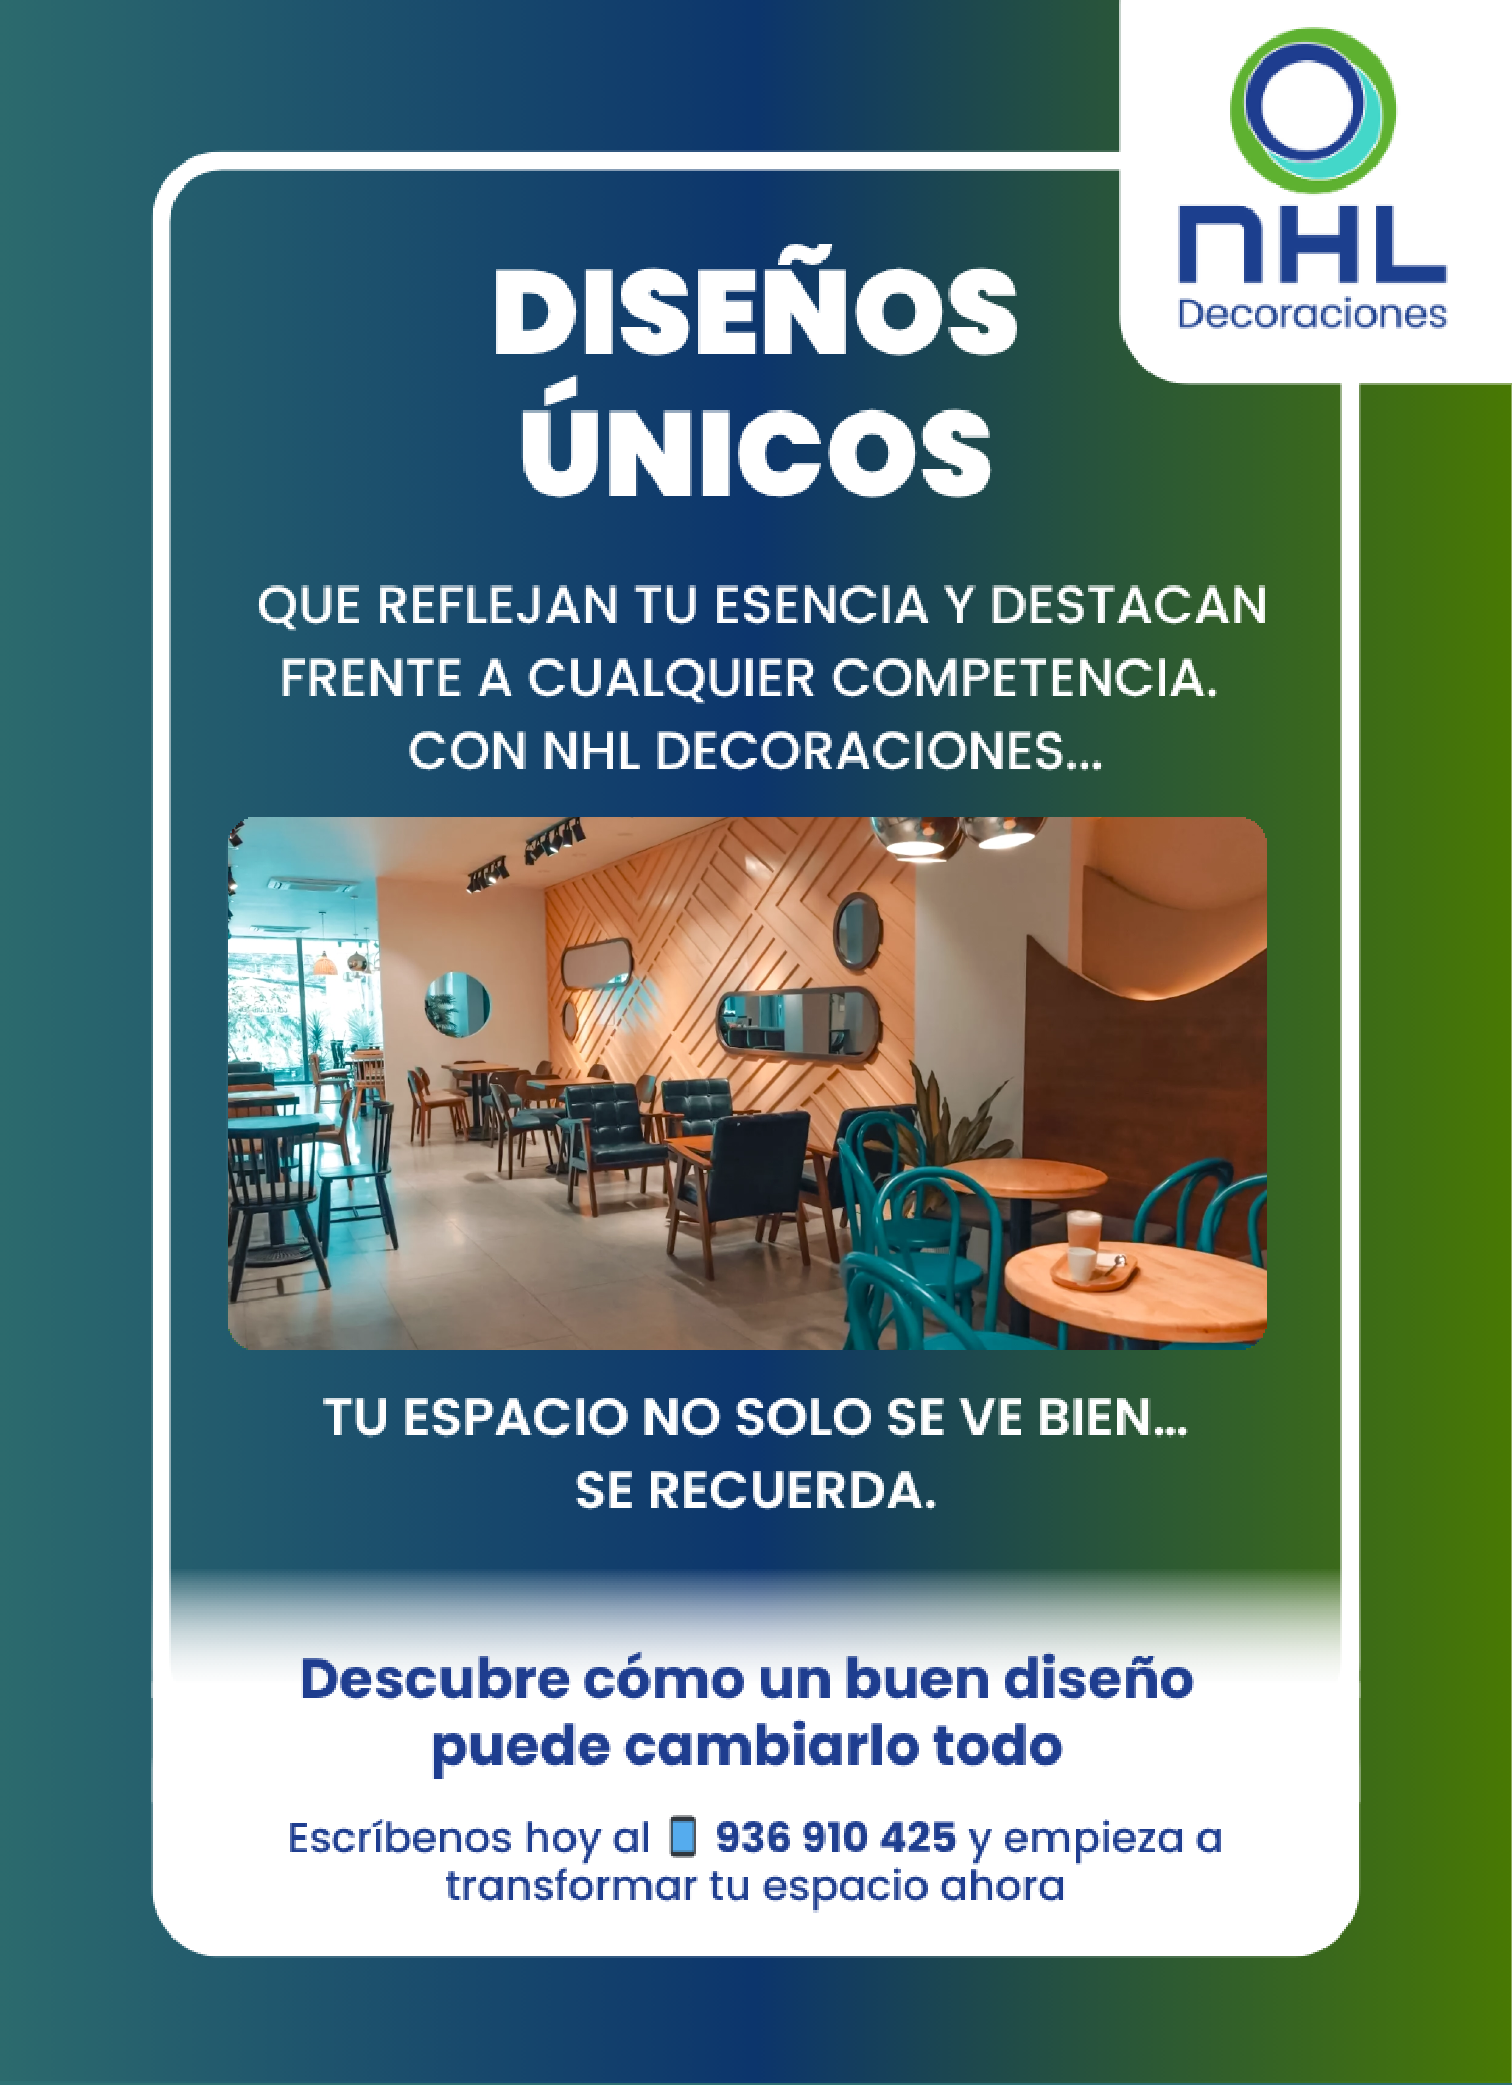 nHL
Decoraciones
DISEÑOS
ÚNICOS
QUE REFLEJAN TU ESENCIA Y DESTACAN
FRENTE A CUALQUIER COMPETENCIA.
CON NHL DECORACIONES...
TU ESPACIO NO SOLO SE VE BIEN...
SE RECUERDA.
Descubre cómo un buen diseño
puede cambiarlo todo
Escríbenos hoy al 📱 936 910 425 y empieza a
transformar tu espacio ahora